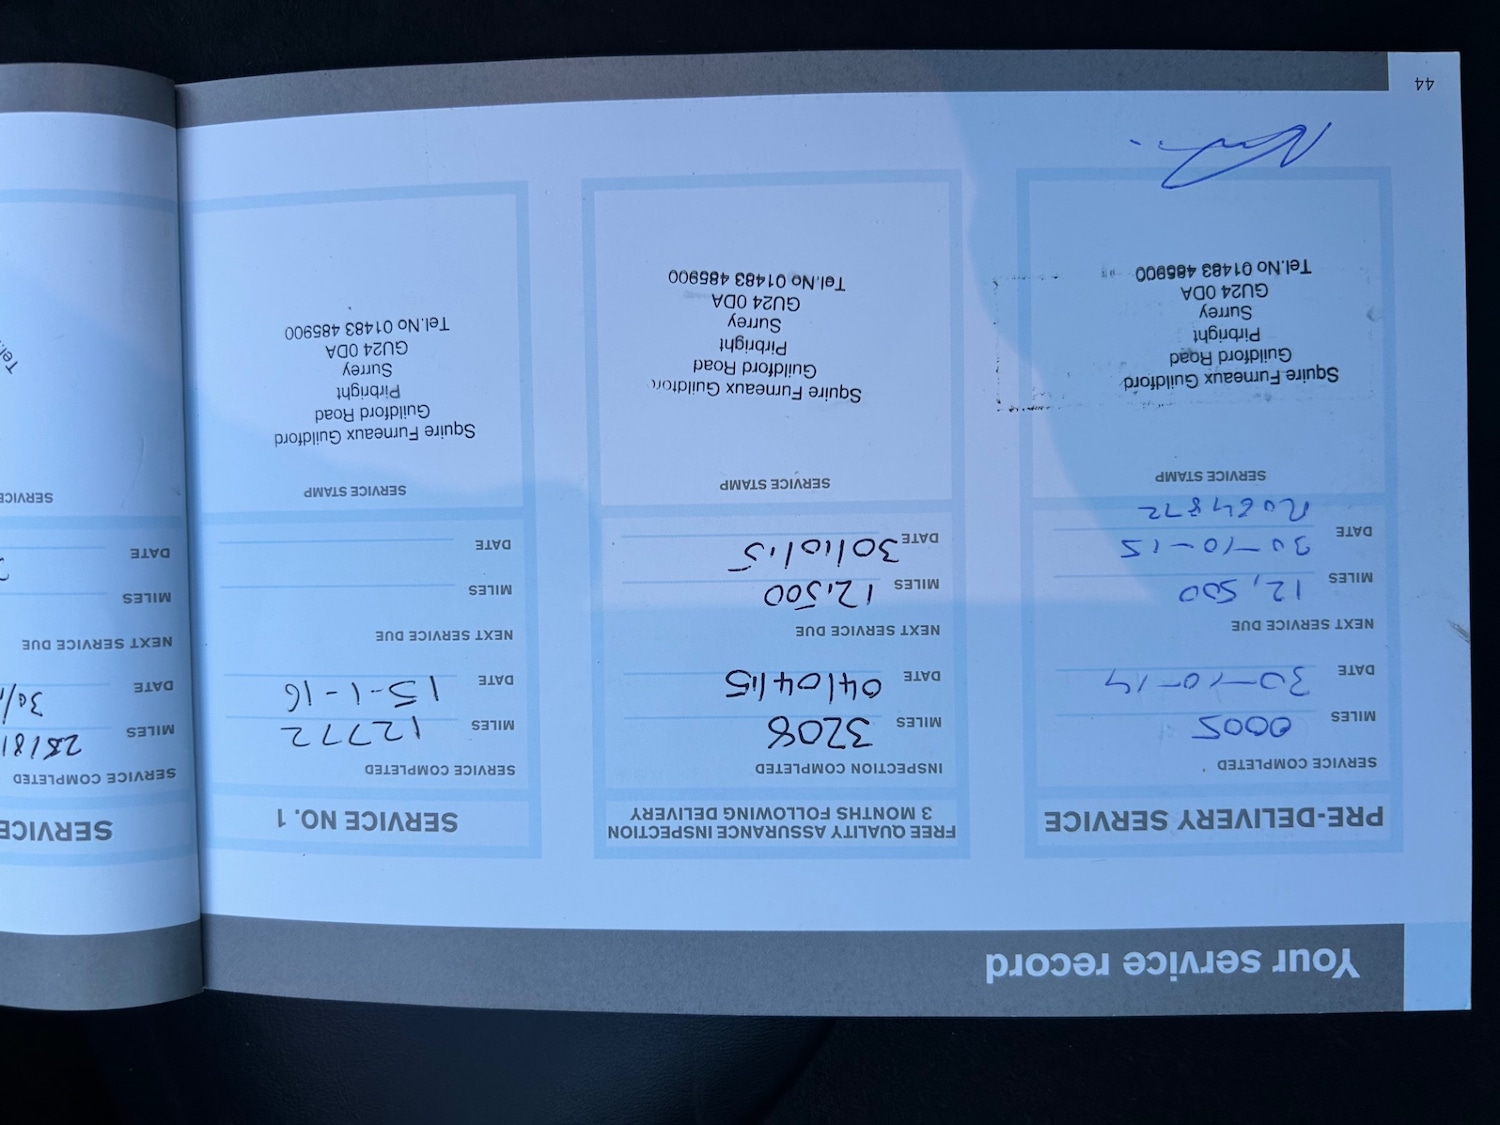 Your service record
PRE-DELIVERY SERVICE
SERVICE COMPLETED
MILES 0005
DATE 30-10-14
NEXT SERVICE DUE
MILES 12,500
DATE 30-10-15
R064872
SERVICE STAMP
Squire Furneaux Guildford
Guildford Road
Pirbright
Surrey
GU24 0DA
Tel.No 01483 485900
FREE QUALITY ASSURANCE INSPECTION
3 MONTHS FOLLOWING DELIVERY
INSPECTION COMPLETED
MILES 3208
DATE 04/04/15
NEXT SERVICE DUE
MILES 12,500
DATE 30/10/15
SERVICE STAMP
Squire Furneaux Guildford
Guildford Road
Pirbright
Surrey
GU24 0DA
Tel.No 01483 485900
SERVICE NO. 1
SERVICE COMPLETED
MILES 12772
DATE 15-1-16
NEXT SERVICE DUE
MILES
DATE
SERVICE STAMP
Squire Furneaux Guildford
Guildford Road
Pirbright
Surrey
GU24 0DA
Tel.No 01483 485900
SERVICE
SERVICE COMPLETED
MILES
DATE 30/
NEXT SERVICE DUE
MILES
DATE
SERVICE
Tel.
44